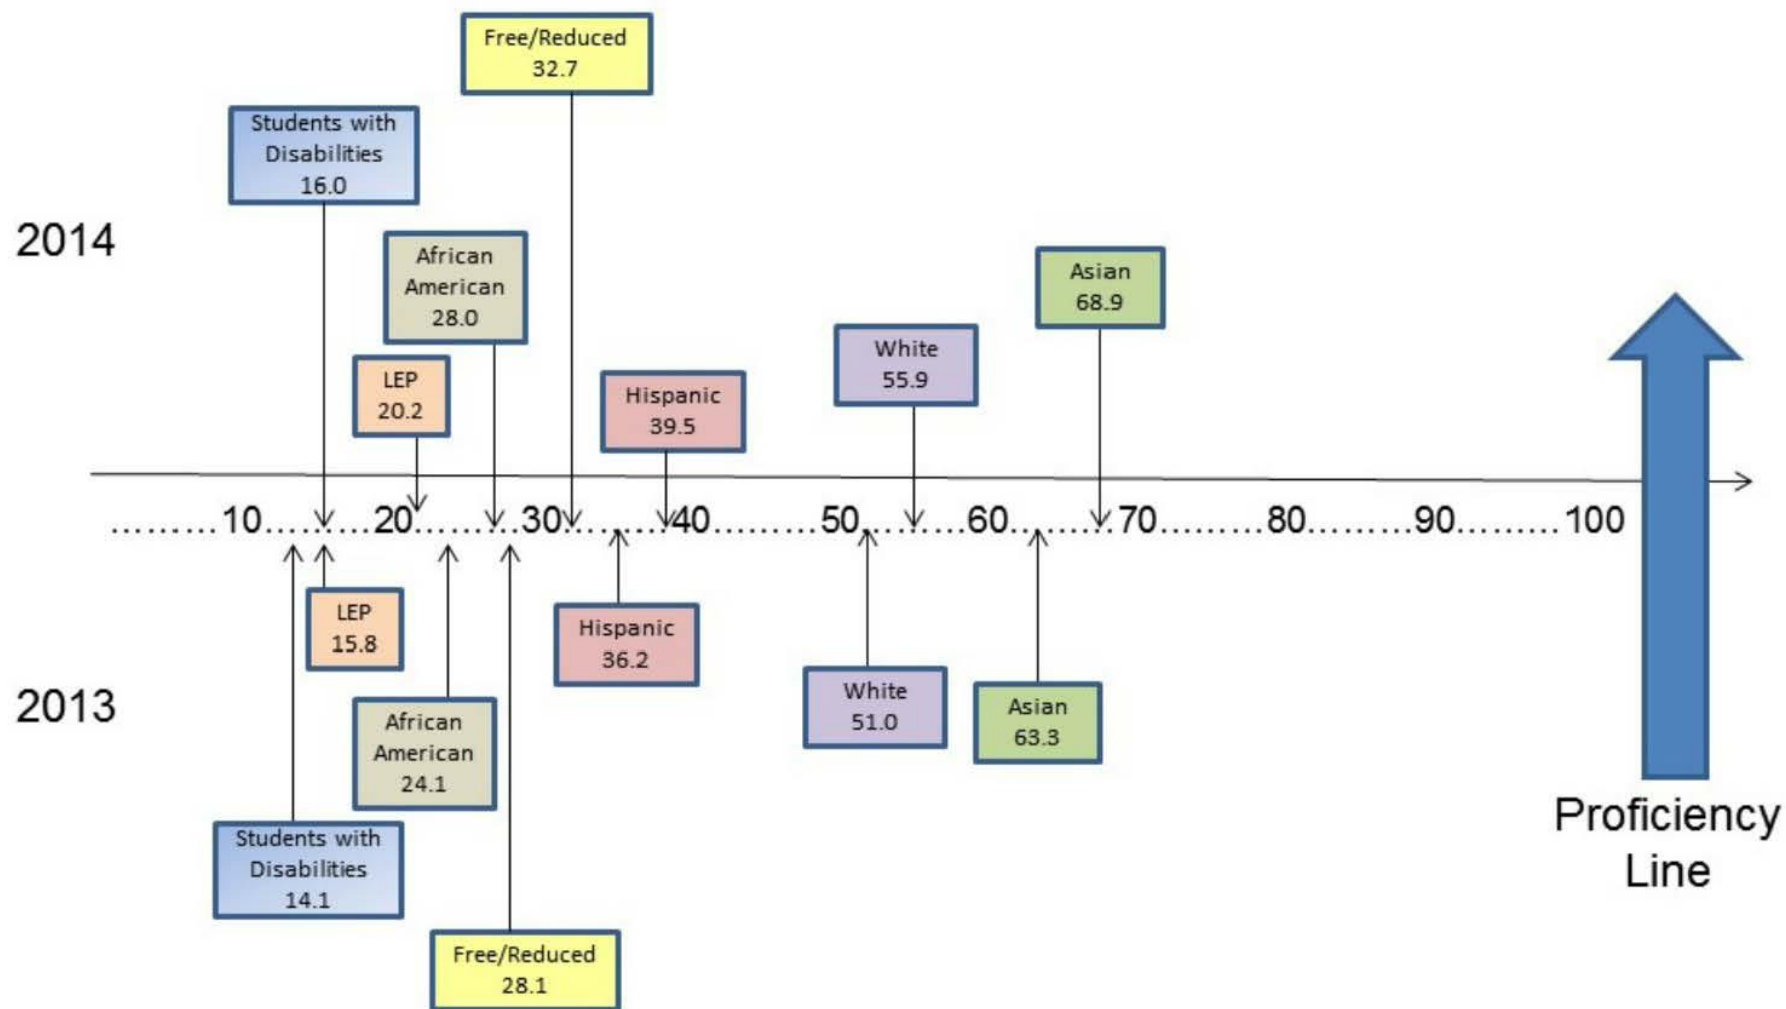 Free/Reduced
32.7
Students with
Disabilities
16.0
2014
African
American
28.0
Asian
68.9
White
55.9
LEP
20.2
Hispanic
39.5
..........10..........20..........30..........40..........50..........60..........70..........80..........90..........100
LEP
15.8
Hispanic
36.2
2013
African
American
24.1
White
51.0
Asian
63.3
Proficiency
Line
Students with
Disabilities
14.1
Free/Reduced
28.1